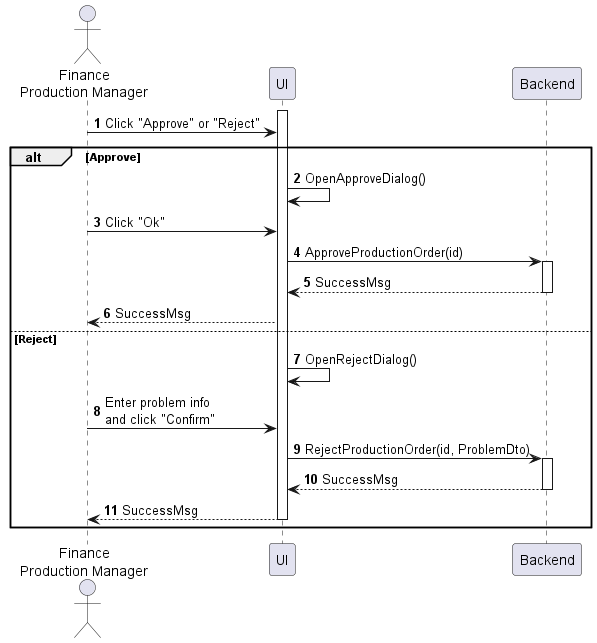 Finance
Production Manager
UI
Backend
1 Click "Approve" or "Reject"
alt
[Approve]
2 OpenApproveDialog()
3 Click "Ok"
4 ApproveProductionOrder(id)
5 SuccessMsg
6 SuccessMsg
[Reject]
7 OpenRejectDialog()
8 Enter problem info
and click "Confirm"
9 RejectProductionOrder(id, ProblemDto)
10 SuccessMsg
11 SuccessMsg
Finance
Production Manager
UI
Backend